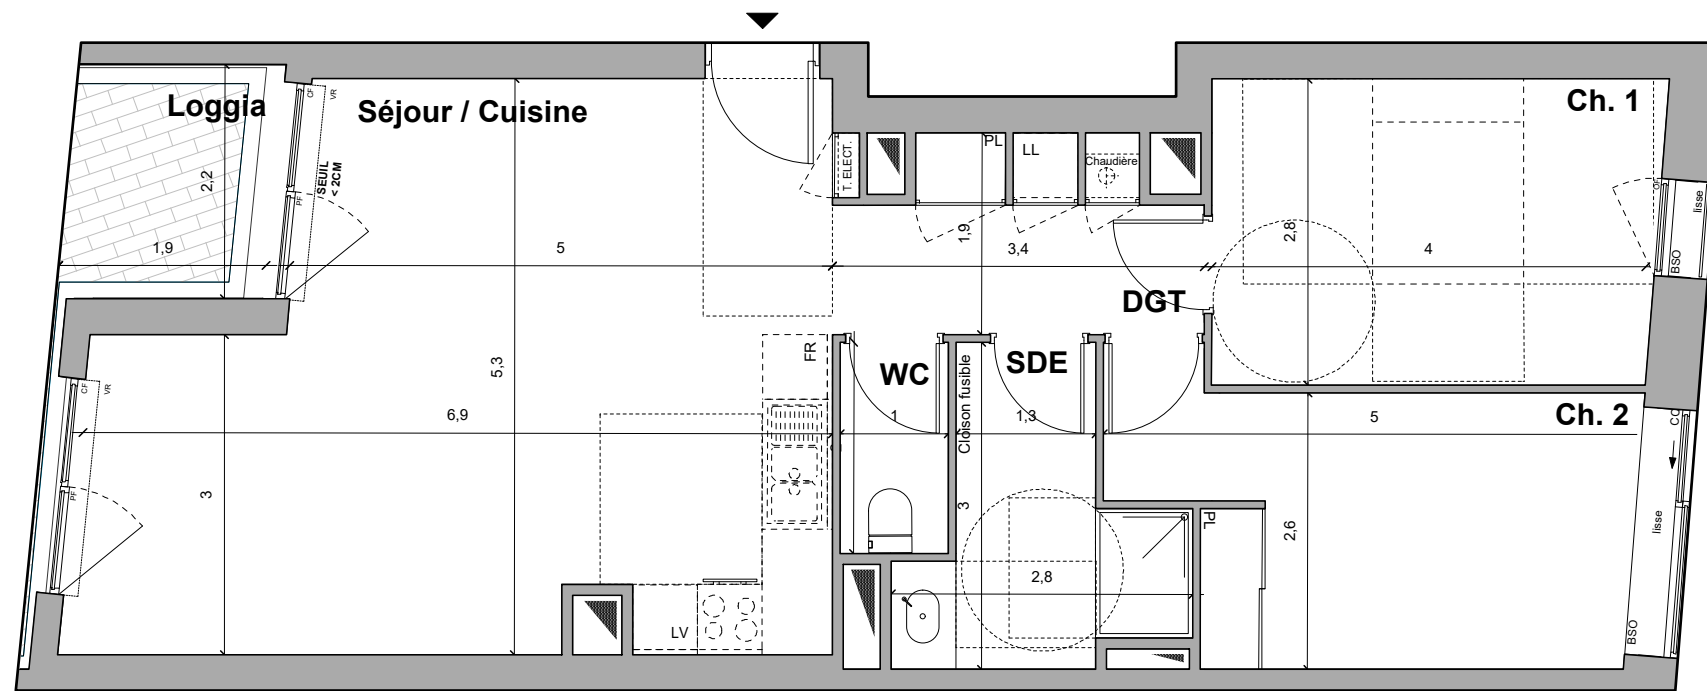 Loggia
Séjour / Cuisine
Ch. 1
CF
VR
SEUIL
< 2CM
PF
T. ELECT.
PL
LL
Chaudière
OF
lisse
BSO
2,2
1,9
5
1,9
3,4
2,8
4
DGT
FR
WC
SDE
Cloison fusible
Ch. 2
CF
VR
5,3
6,9
1
1,3
5
PF
3
3
PL
2,6
lisse
2,8
LV
BSO